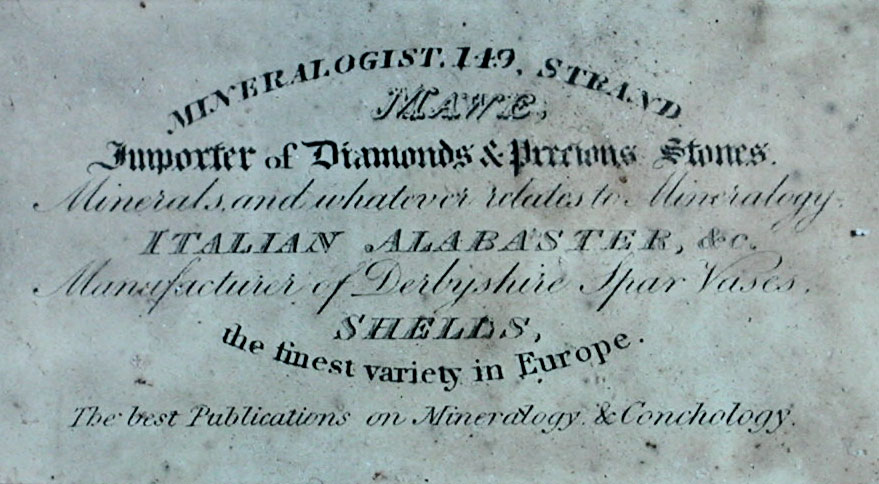 MINERALOGIST. 149, STRAND
MAWE,
Importer of Diamonds & Precious Stones.
Minerals, and whatever relates to Mineralogy.
ITALIAN ALABASTER, &c.
Manufacturer of Derbyshire Spar Vases.
SHELLS,
the finest variety in Europe.
The best Publications on Mineralogy & Conchology.